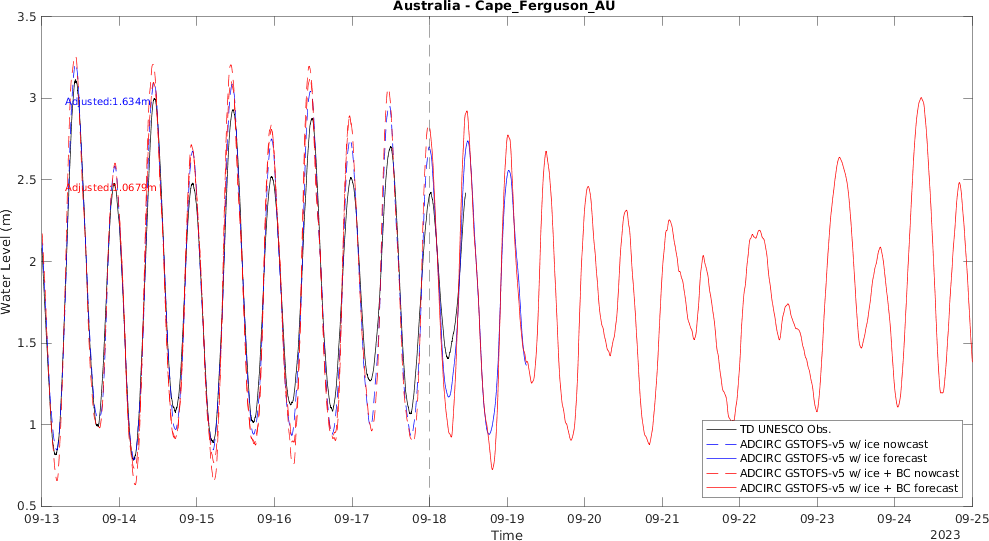 Australia - Cape_Ferguson_AU
Water Level (m)
3.5
3
2.5
2
1.5
1
0.5
Adjusted:1.634m
Adjusted:1.0679m
TD UNESCO Obs.
ADCIRC GSTOFS-v5 w/ ice nowcast
ADCIRC GSTOFS-v5 w/ ice forecast
ADCIRC GSTOFS-v5 w/ ice + BC nowcast
ADCIRC GSTOFS-v5 w/ ice + BC forecast
09-13 09-14 09-15 09-16 09-17 09-18 09-19 09-20 09-21 09-22 09-23 09-24 09-25
Time
2023